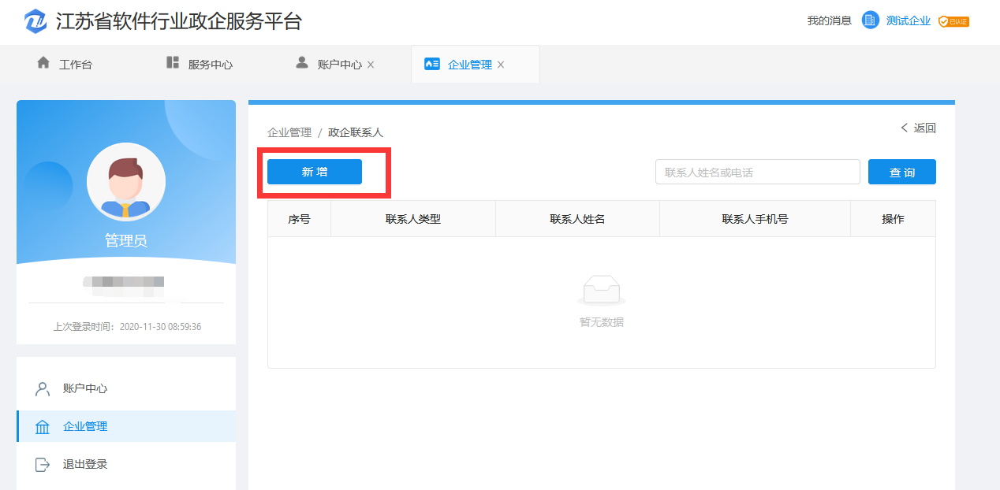 江苏省软件行业政企服务平台
我的消息 测试企业 已认证
工作台 服务中心 账户中心 企业管理
管理员
上次登录时间：2020-11-30 08:59:36
账户中心
企业管理
退出登录
企业管理 / 政企联系人
返回
新 增
联系人姓名或电话 查 询
序号 联系人类型 联系人姓名 联系人手机号 操作
暂无数据